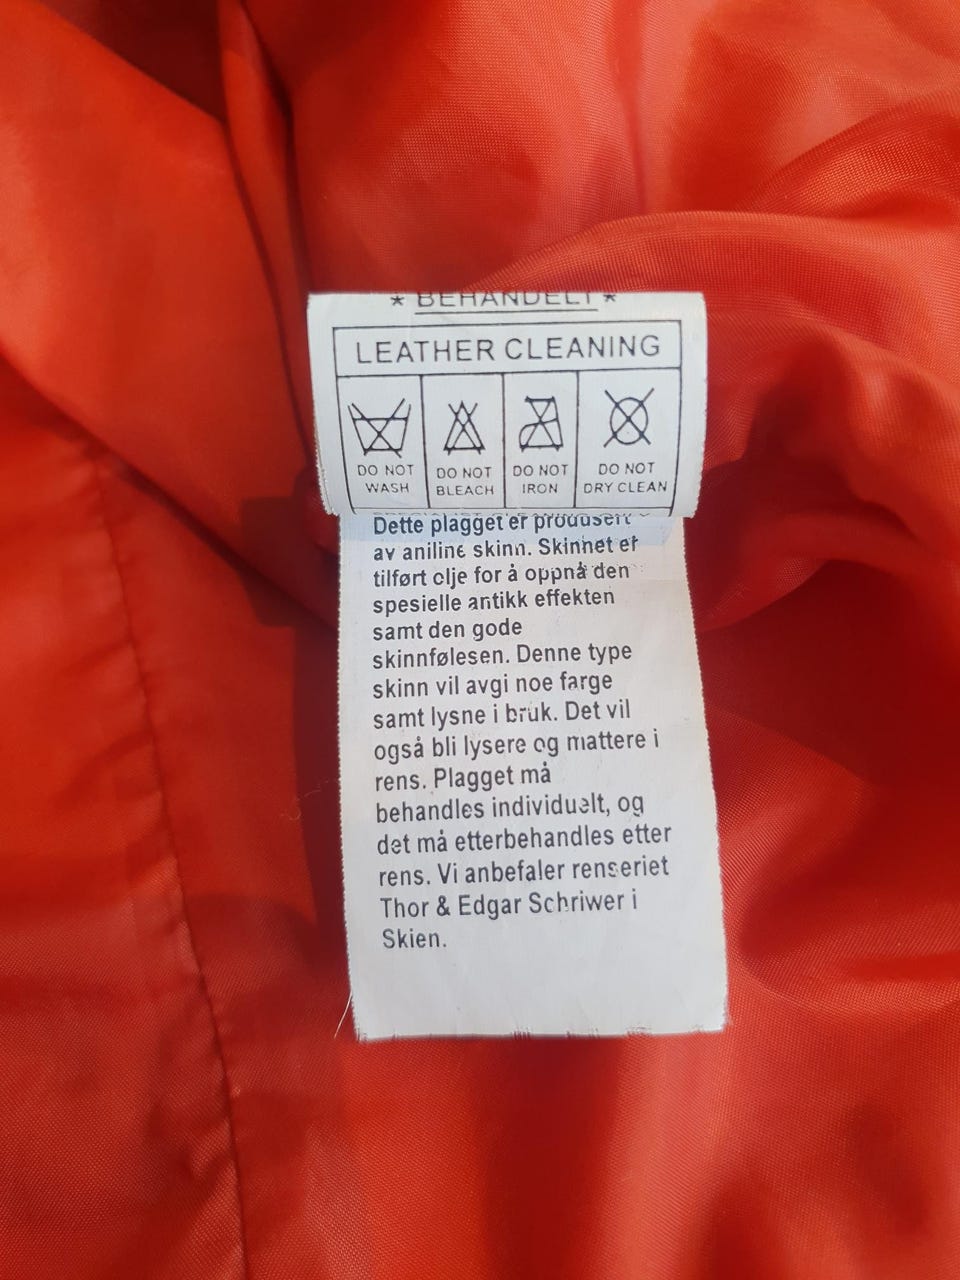 * BEHANDELT *
LEATHER CLEANING
DO NOT WASH
DO NOT BLEACH
DO NOT IRON
DO NOT DRY CLEAN
Dette plagget er produsert
av aniline skinn. Skinnet er
tilført olje for å oppnå den
spesielle antikk effekten
samt den gode
skinnfølesen. Denne type
skinn vil avgi noe farge
samt lysne i bruk. Det vil
også bli lysere og mattere i
rens. Plagget må
behandles individuelt, og
det må etterbehandles etter
rens. Vi anbefaler renseriet
Thor & Edgar Schriwer i
Skien.